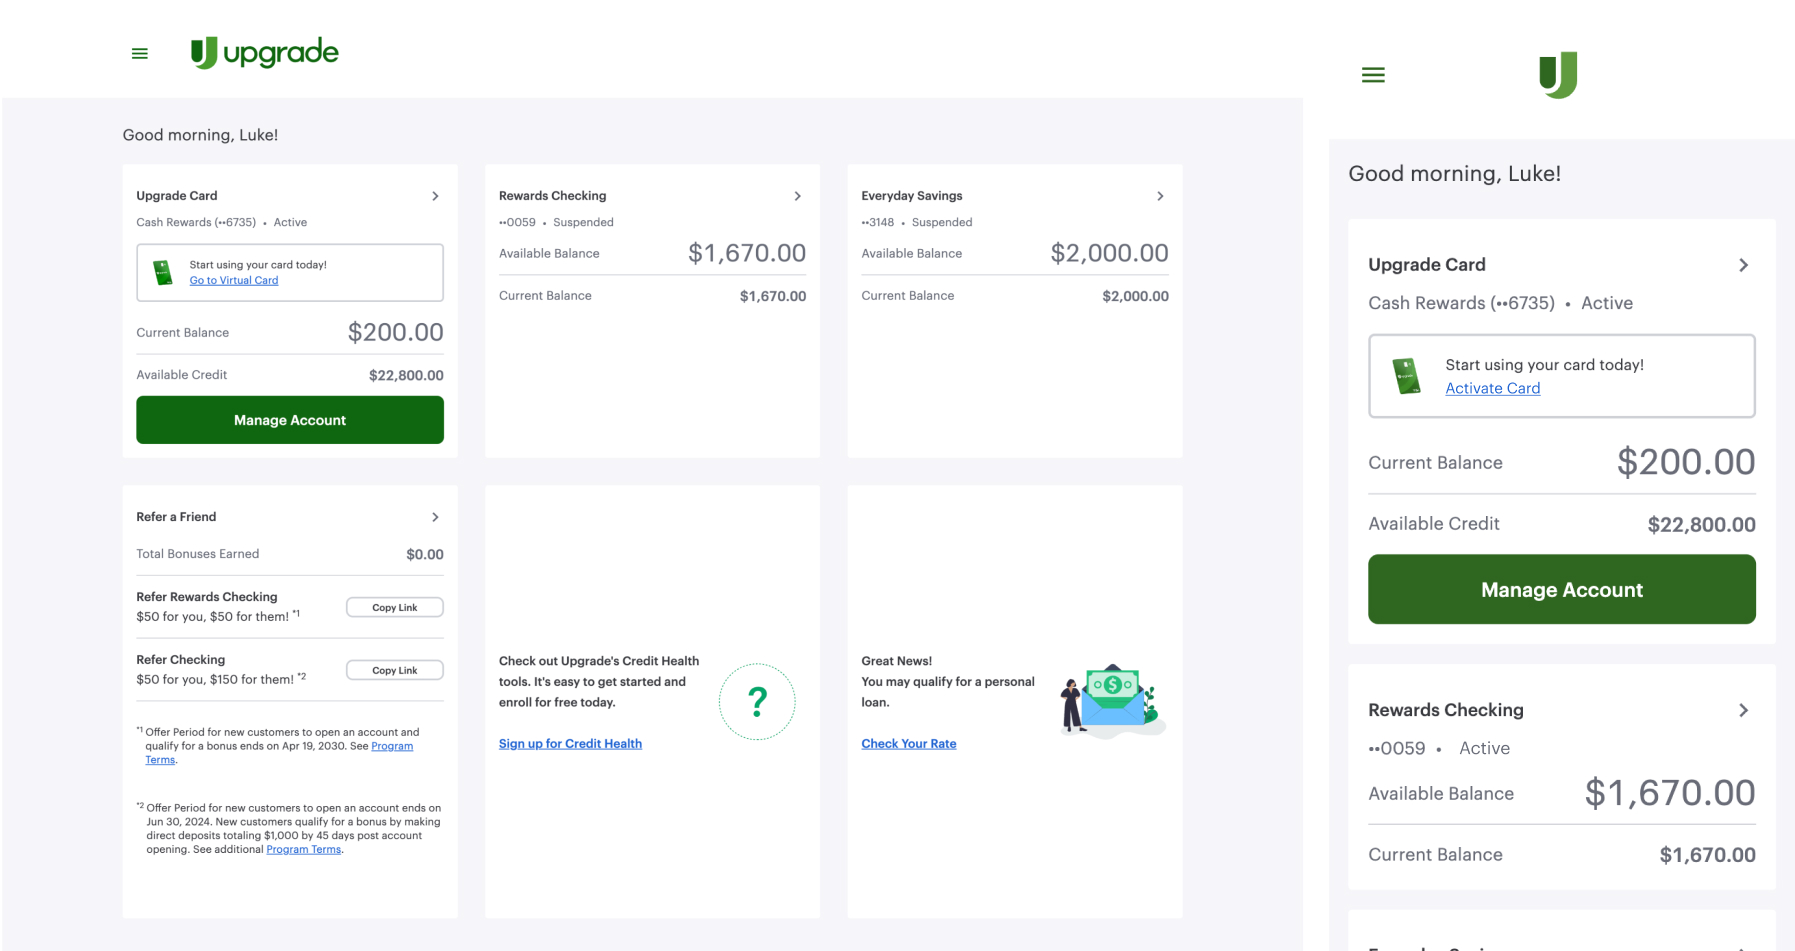 upgrade
Good morning, Luke!
Upgrade Card
Cash Rewards (••6735) • Active
Start using your card today!
Go to Virtual Card
Current Balance $200.00
Available Credit $22,800.00
Manage Account
Rewards Checking
••0059 • Suspended
Available Balance $1,670.00
Current Balance $1,670.00
Everyday Savings
••3148 • Suspended
Available Balance $2,000.00
Current Balance $2,000.00
Refer a Friend
Total Bonuses Earned $0.00
Refer Rewards Checking
$50 for you, $50 for them! *1
Copy Link
Refer Checking
$50 for you, $150 for them! *2
Copy Link
*1 Offer Period for new customers to open an account and
qualify for a bonus ends on Apr 19, 2030. See Program
Terms.
*2 Offer Period for new customers to open an account ends on
Jun 30, 2024. New customers qualify for a bonus by making
direct deposits totaling $1,000 by 45 days post account
opening. See additional Program Terms.
Check out Upgrade's Credit Health
tools. It's easy to get started and
enroll for free today.
Sign up for Credit Health
?
Great News!
You may qualify for a personal
loan.
Check Your Rate
$
Good morning, Luke!
Upgrade Card
Cash Rewards (••6735) • Active
Start using your card today!
Activate Card
Current Balance $200.00
Available Credit $22,800.00
Manage Account
Rewards Checking
••0059 • Active
Available Balance $1,670.00
Current Balance $1,670.00